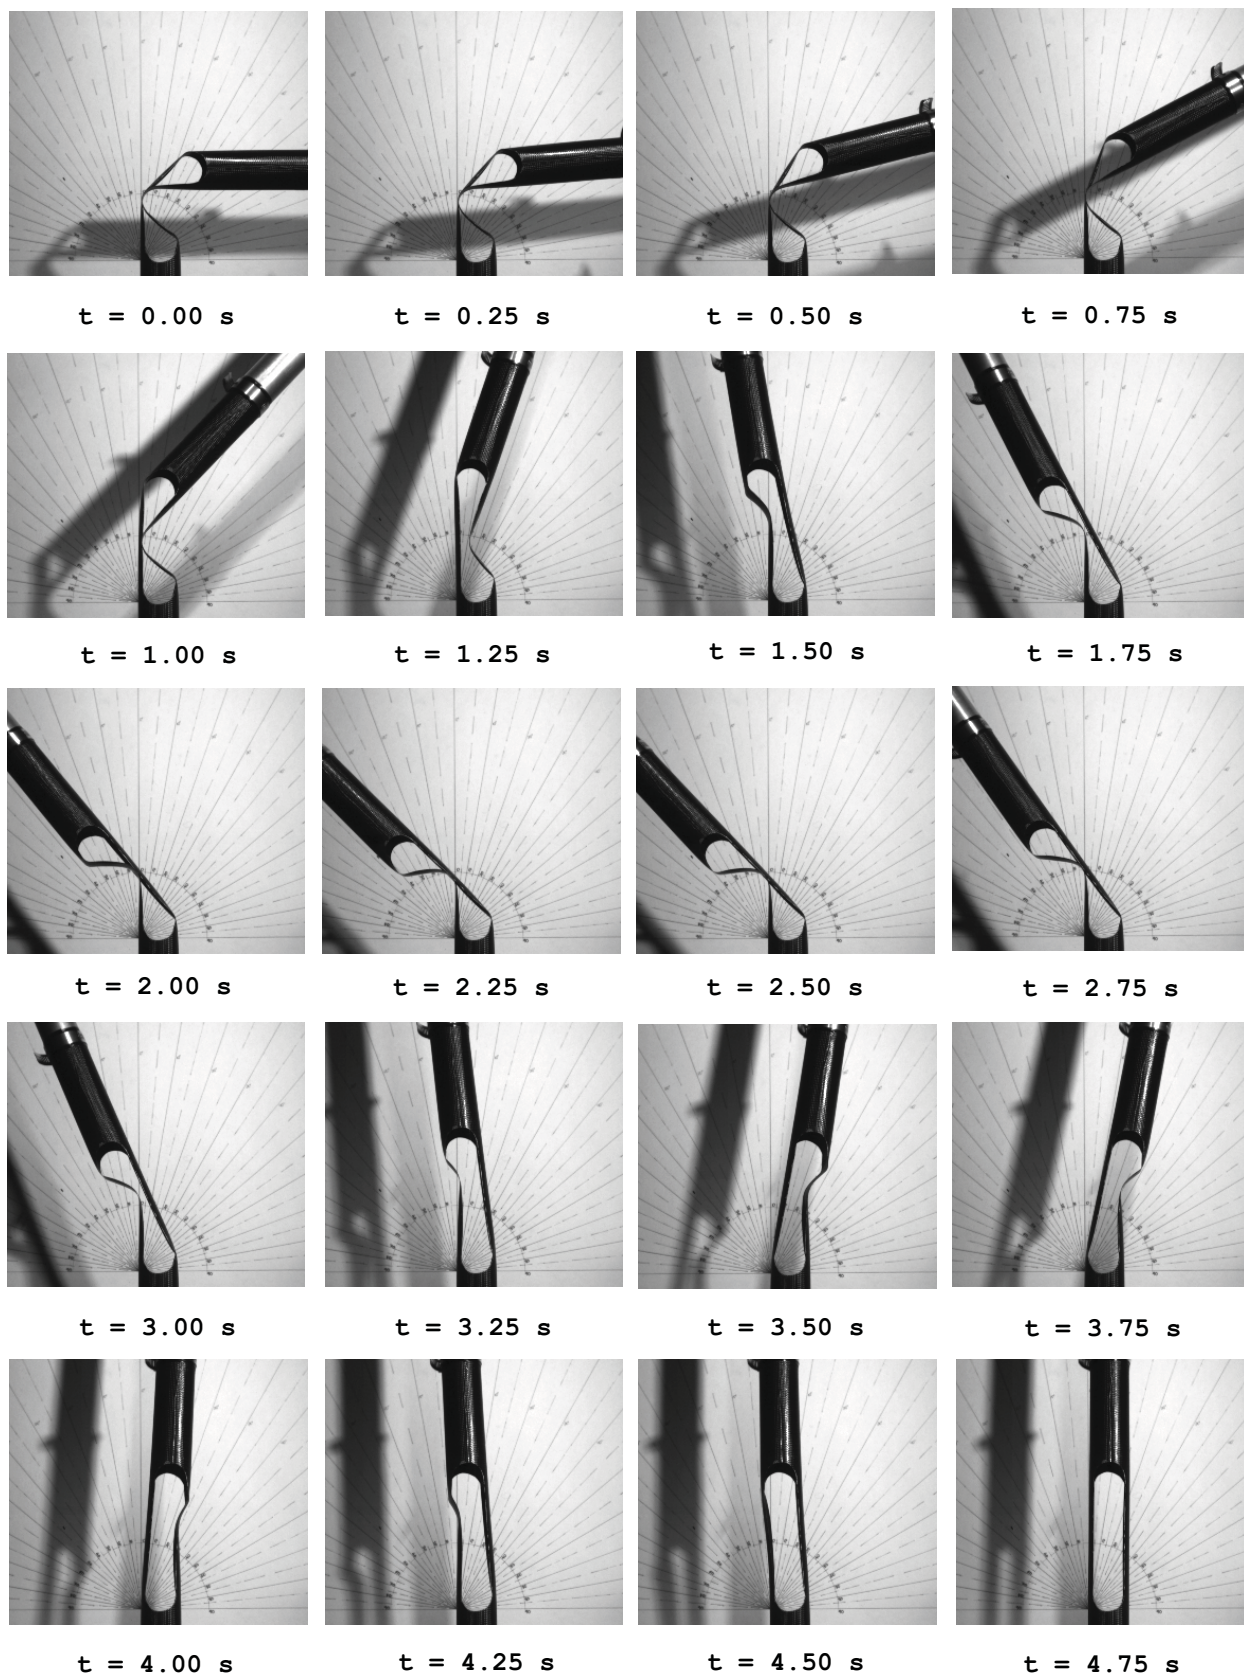 t = 0.00 s
t = 0.25 s
t = 0.50 s
t = 0.75 s
t = 1.00 s
t = 1.25 s
t = 1.50 s
t = 1.75 s
t = 2.00 s
t = 2.25 s
t = 2.50 s
t = 2.75 s
t = 3.00 s
t = 3.25 s
t = 3.50 s
t = 3.75 s
t = 4.00 s
t = 4.25 s
t = 4.50 s
t = 4.75 s